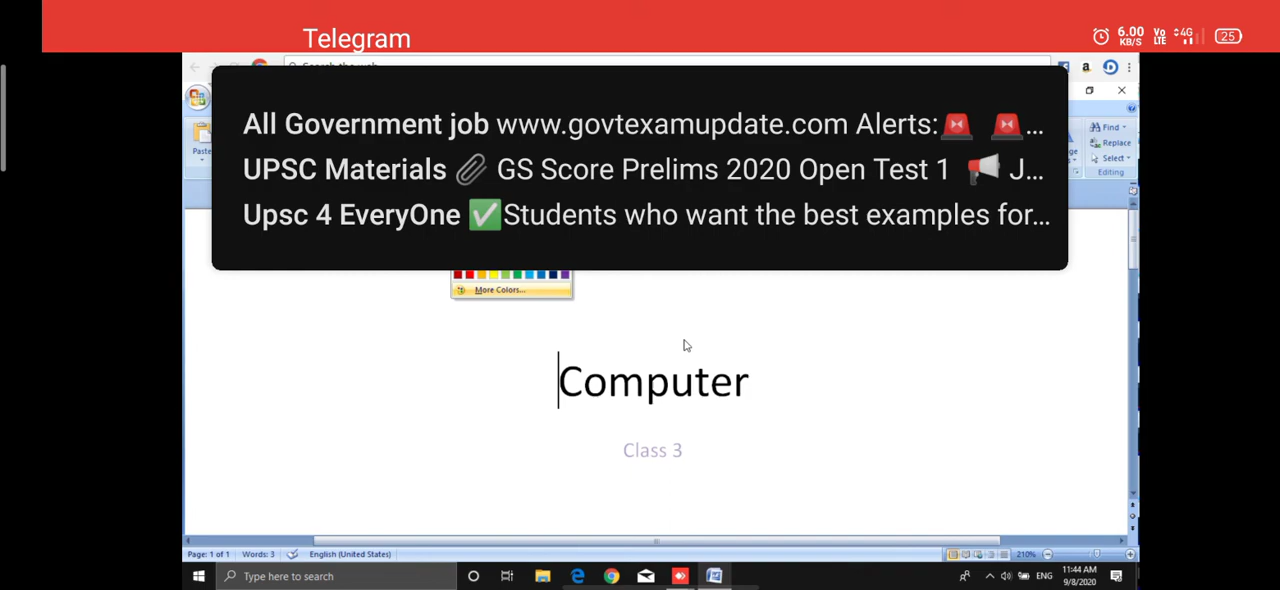 Telegram
6.00 KB/S Vo LTE 4G 25
All Government job www.govtexamupdate.com Alerts:🚨 🚨...
UPSC Materials 📎 GS Score Prelims 2020 Open Test 1 📢 J...
Upsc 4 EveryOne ✅Students who want the best examples for...
a
Paste
Find
Replace
Select
Editing
More Colors...
Computer
Class 3
Page: 1 of 1 Words: 3 English (United States) 210%
Type here to search
ENG
11:44 AM
9/8/2020